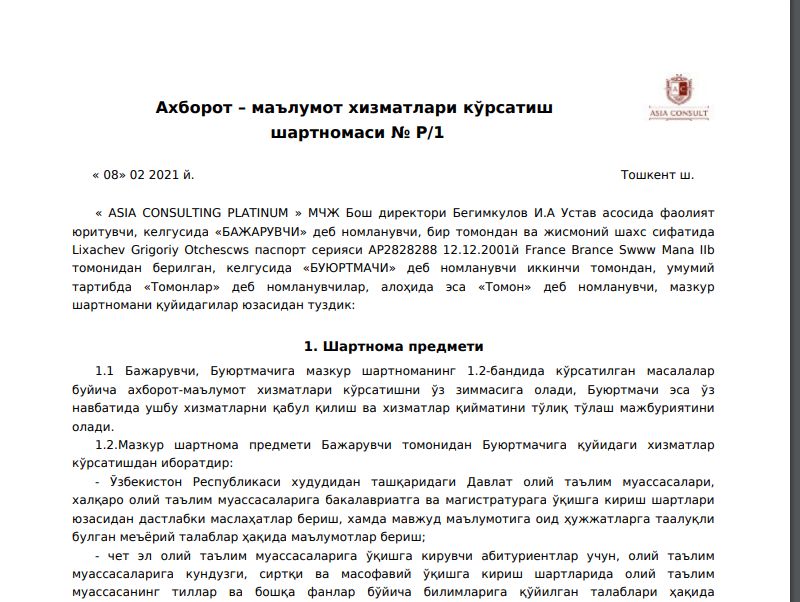 Ахборот – маълумот хизматлари кўрсатиш
шартномаси № P/1
ASIA CONSULT
« 08» 02 2021 й.
Тошкент ш.
« ASIA CONSULTING PLATINUM » МЧЖ Бош директори Бегимкулов И.А Устав асосида фаолият
юритувчи, келгусида «БАЖАРУВЧИ» деб номланувчи, бир томондан ва жисмоний шахс сифатида
Lixachev Grigoriy Otchescws паспорт серияси AP2828288 12.12.2001й France Brance Swww Mana IIb
томонидан берилган, келгусида «БУЮРТМАЧИ» деб номланувчи иккинчи томондан, умумий
тартибда «Томонлар» деб номланувчилар, алоҳида эса «Томон» деб номланувчи, мазкур
шартномани қуйидагилар юзасидан туздик:
1. Шартнома предмети
1.1 Бажарувчи, Буюртмачига мазкур шартноманинг 1.2-бандида кўрсатилган масалалар
буйича ахборот-маълумот хизматлари кўрсатишни ўз зиммасига олади, Буюртмачи эса ўз
навбатида ушбу хизматларни қабул қилиш ва хизматлар қийматини тўлиқ тўлаш мажбуриятини
олади.
1.2.Мазкур шартнома предмети Бажарувчи томонидан Буюртмачига қуйидаги хизматлар
кўрсатишдан иборатдир:
- Ўзбекистон Республикаси худудидан ташқаридаги Давлат олий таълим муассасалари,
халқаро олий таълим муассасаларига бакалавриатга ва магистратурага ўқишга кириш шартлари
юзасидан дастлабки маслаҳатлар бериш, хамда мавжуд маълумотига оид ҳужжатларга таалуқли
булган меъёрий талаблар ҳақида маълумотлар бериш;
- чет эл олий таълим муассасаларига ўқишга кирувчи абитуриентлар учун, олий таълим
муассасаларига кундузги, сиртқи ва масофавий ўқишга кириш шартларида олий таълим
муассасанинг тиллар ва бошқа фанлар бўйича билимларига қўйилган талаблари ҳақида